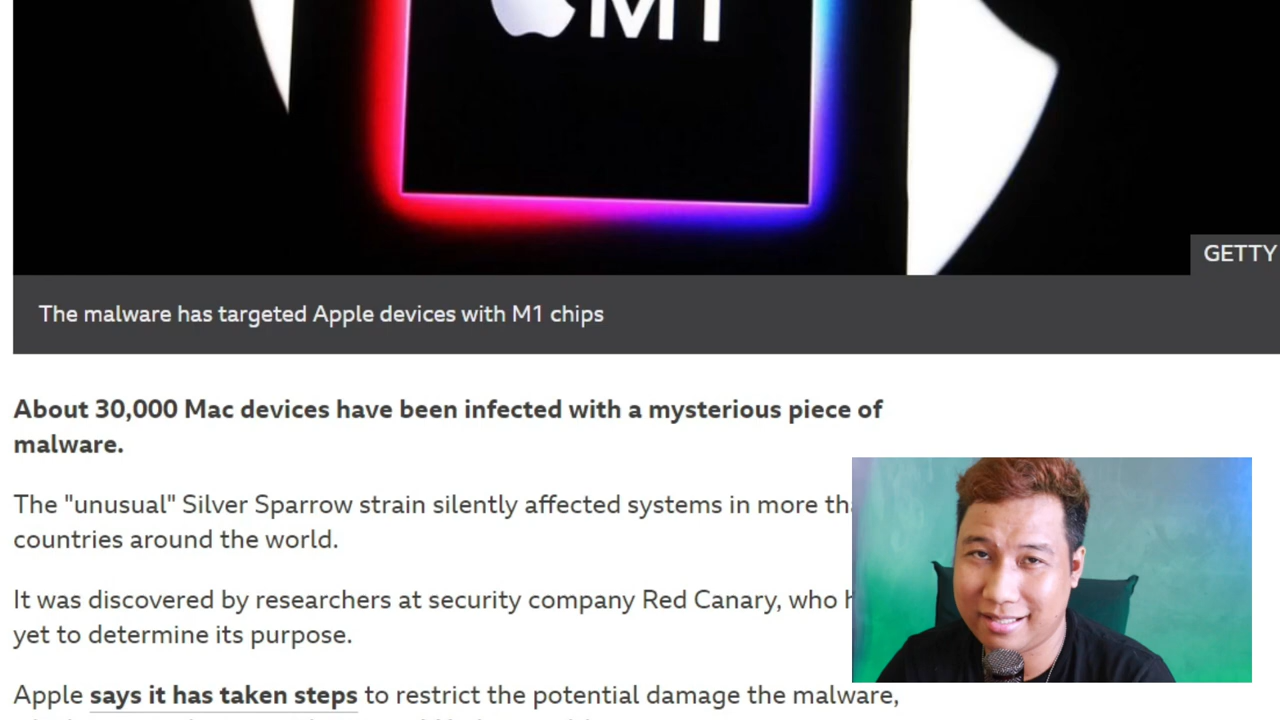 M1
GETTY
The malware has targeted Apple devices with M1 chips
About 30,000 Mac devices have been infected with a mysterious piece of
malware.
The "unusual" Silver Sparrow strain silently affected systems in more
countries around the world.
It was discovered by researchers at security company Red Canary, who
yet to determine its purpose.
Apple says it has taken steps to restrict the potential damage the malware,